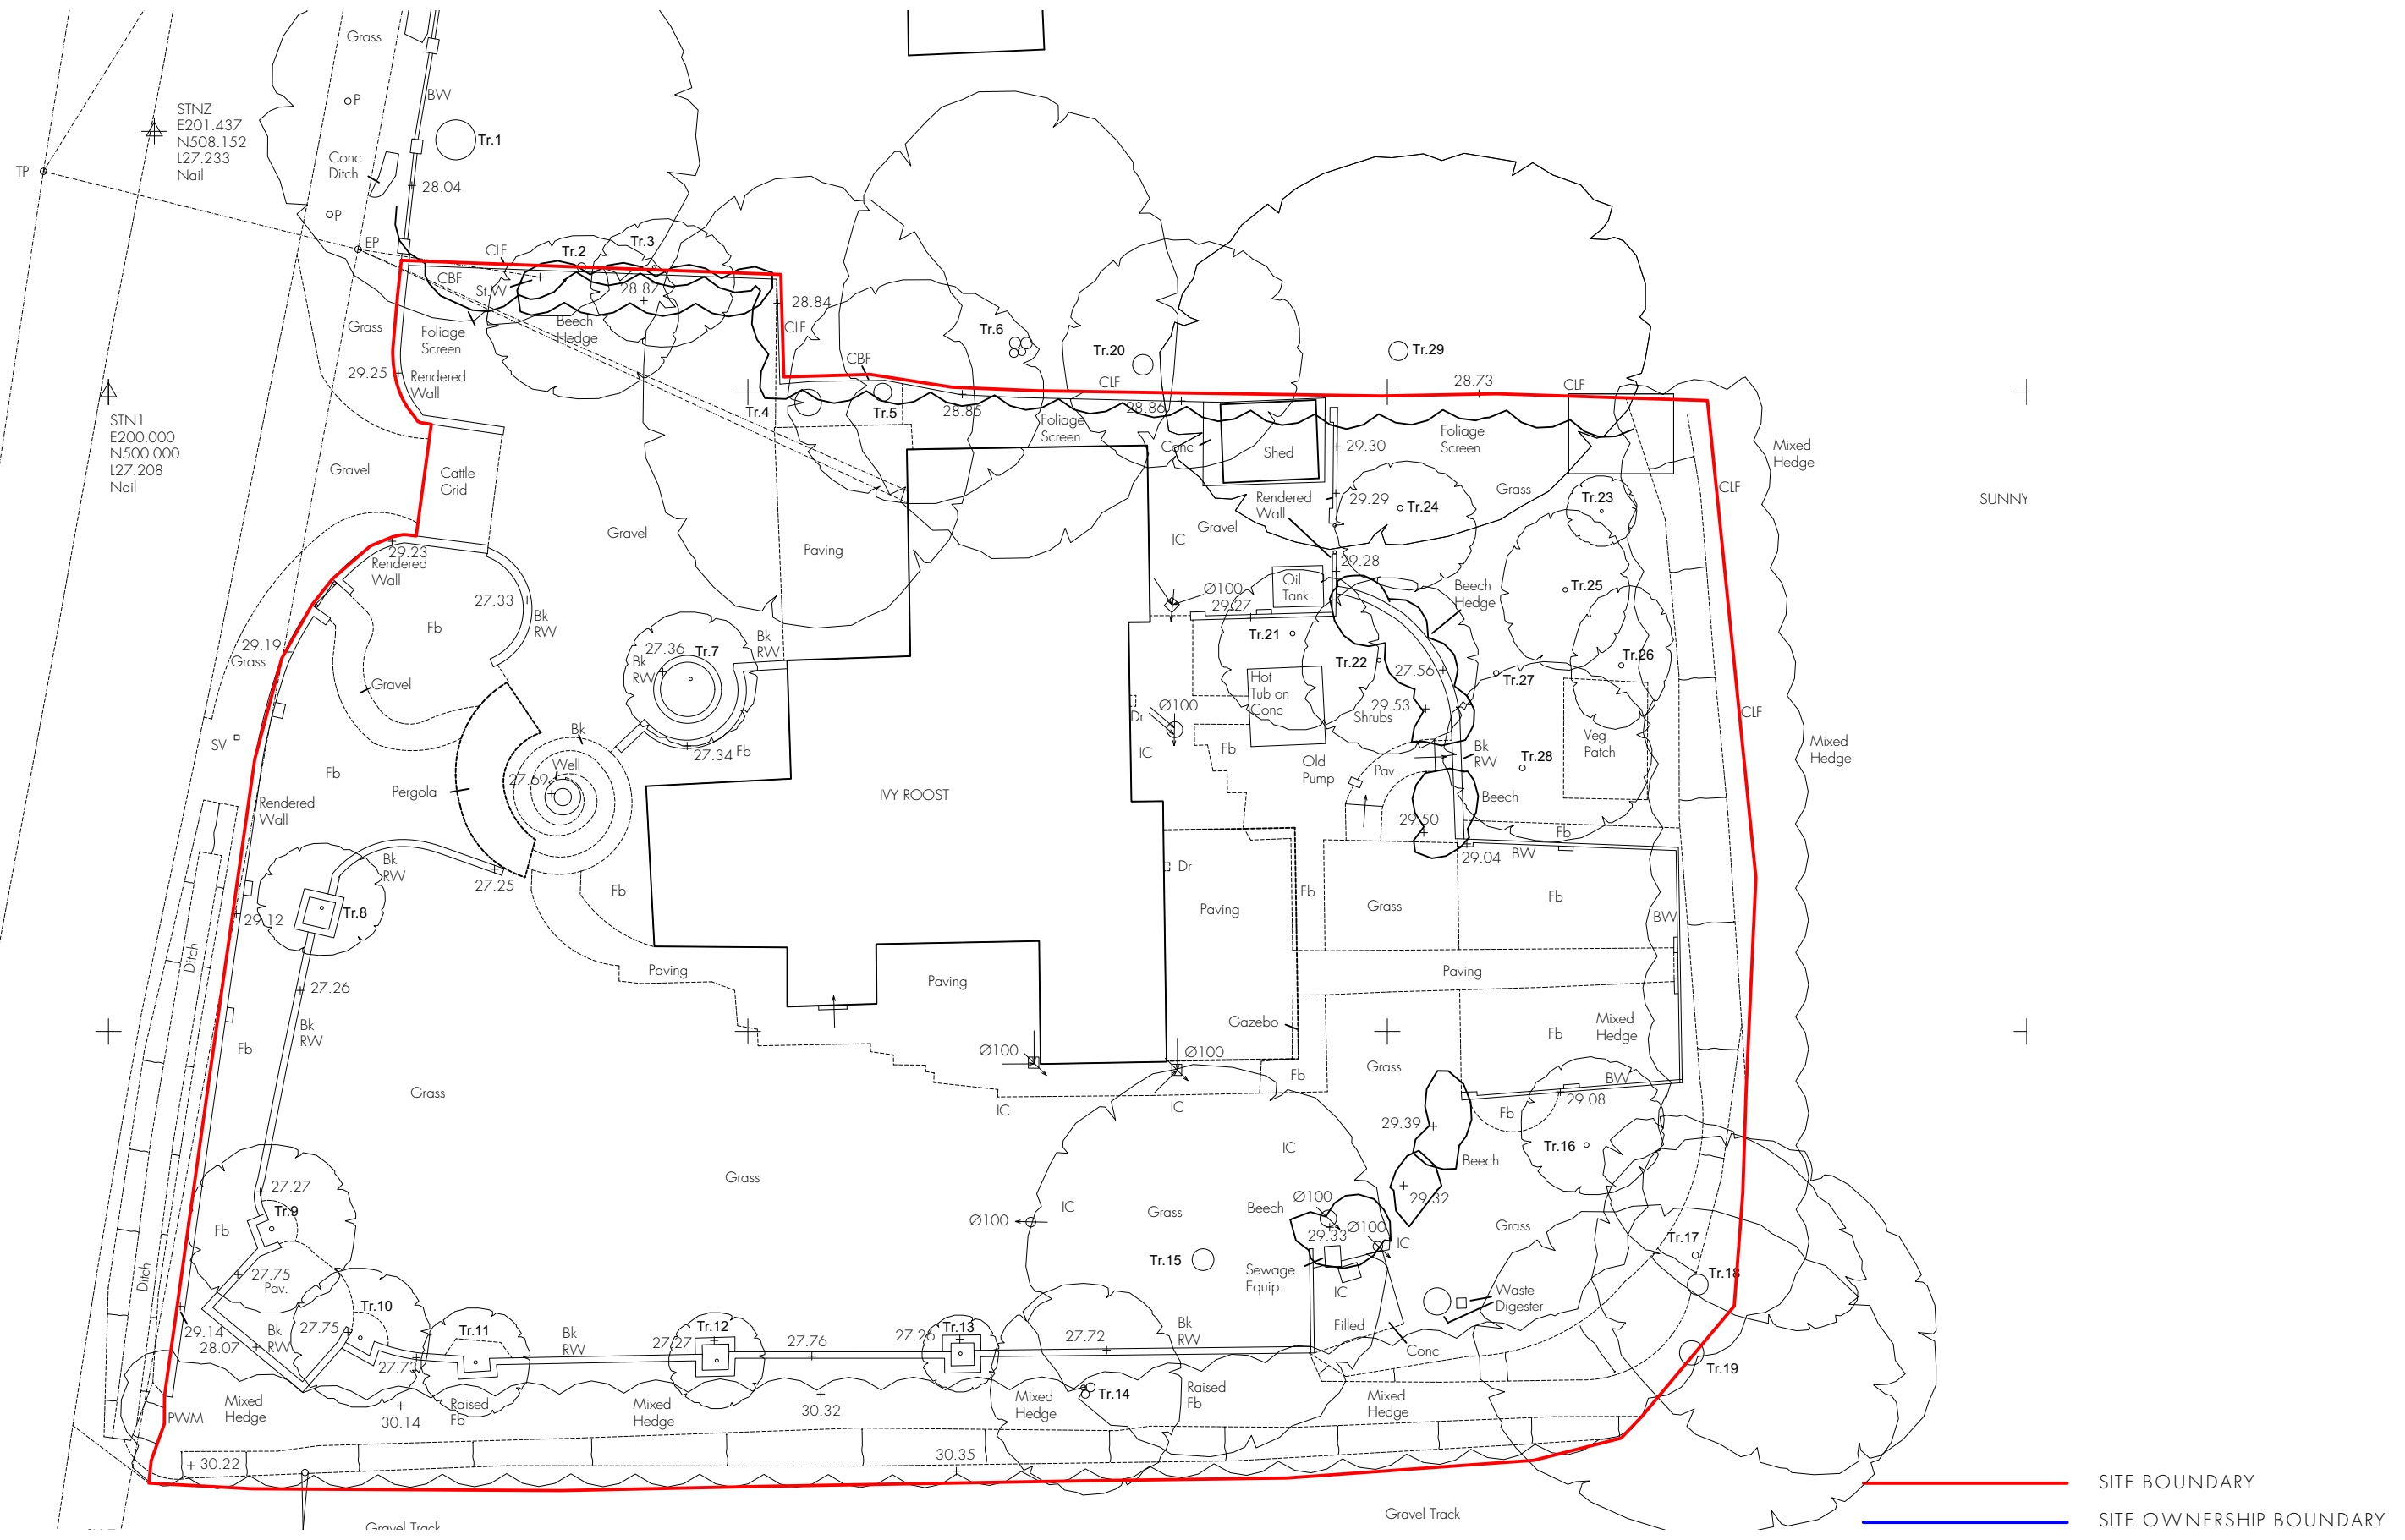 Grass
STNZ
E201.437
N508.152
L27.233
Nail
P
BW
Tr.1
TP
Conc
Ditch
28.04
P
EP
CLF
Tr.2
Tr.3
CBF
St.W
28.87
28.84
CLF
Beech
Hedge
Grass
Foliage
Screen
Tr.6
Tr.20
Tr.29
29.25
Rendered
Wall
CBF
CLF
28.73
CLF
Tr.4
Tr.5
28.85
28.86
Foliage
Screen
STN1
E200.000
N500.000
L27.208
Nail
Gravel
Cattle
Grid
Conc
Shed
29.30
Foliage
Screen
Mixed
Hedge
CLF
SUNNY
Rendered
Wall
29.29
Tr.24
Grass
Tr.23
Gravel
Gravel
IC
Paving
29.23
Rendered
Wall
29.28
Oil
Tank
Ø100
29.27
Beech
Hedge
Tr.25
27.33
Bk
RW
Fb
29.19
Grass
27.36
Tr.7
Bk
RW
Bk
RW
Tr.21
Tr.22
27.56
Tr.27
Tr.26
Gravel
Hot
Tub on
Conc
Dr
Ø100
29.53
Shrubs
CLF
SV
Bk
27.34
Fb
IC
Fb
Old
Pump
Pav.
Bk
RW
Tr.28
Veg
Patch
Mixed
Hedge
Fb
Well
27.69
Pergola
IVY ROOST
Rendered
Wall
Beech
29.50
Fb
29.04
BW
Bk
RW
27.25
Fb
Dr
Fb
Grass
Fb
BW
29.12
Tr.8
Paving
Ditch
Paving
Paving
Paving
27.26
Bk
RW
Fb
Gazebo
Fb
Mixed
Hedge
Ø100
Ø100
Fb
Grass
BW
29.08
Grass
IC
IC
Fb
29.39
IC
Tr.16
Beech
Grass
27.27
29.32
Tr.9
Fb
Ø100
IC
Grass
Beech
Ø100
29.33
Ø100
IC
Grass
Tr.17
Tr.15
Sewage
Equip.
Tr.18
27.75
Pav.
Ditch
IC
Waste
Digester
Tr.10
29.14
28.07
Bk
RW
27.75
Tr.11
Bk
RW
27.27
Tr.12
27.76
27.26
Tr.13
27.72
Bk
RW
Filled
Conc
27.73
Tr.19
PWM
Mixed
Hedge
30.14
Raised
Fb
Mixed
Hedge
30.32
Mixed
Hedge
Tr.14
Raised
Fb
Mixed
Hedge
30.22
30.35
Gravel Track
Gravel Track
SITE BOUNDARY
SITE OWNERSHIP BOUNDARY